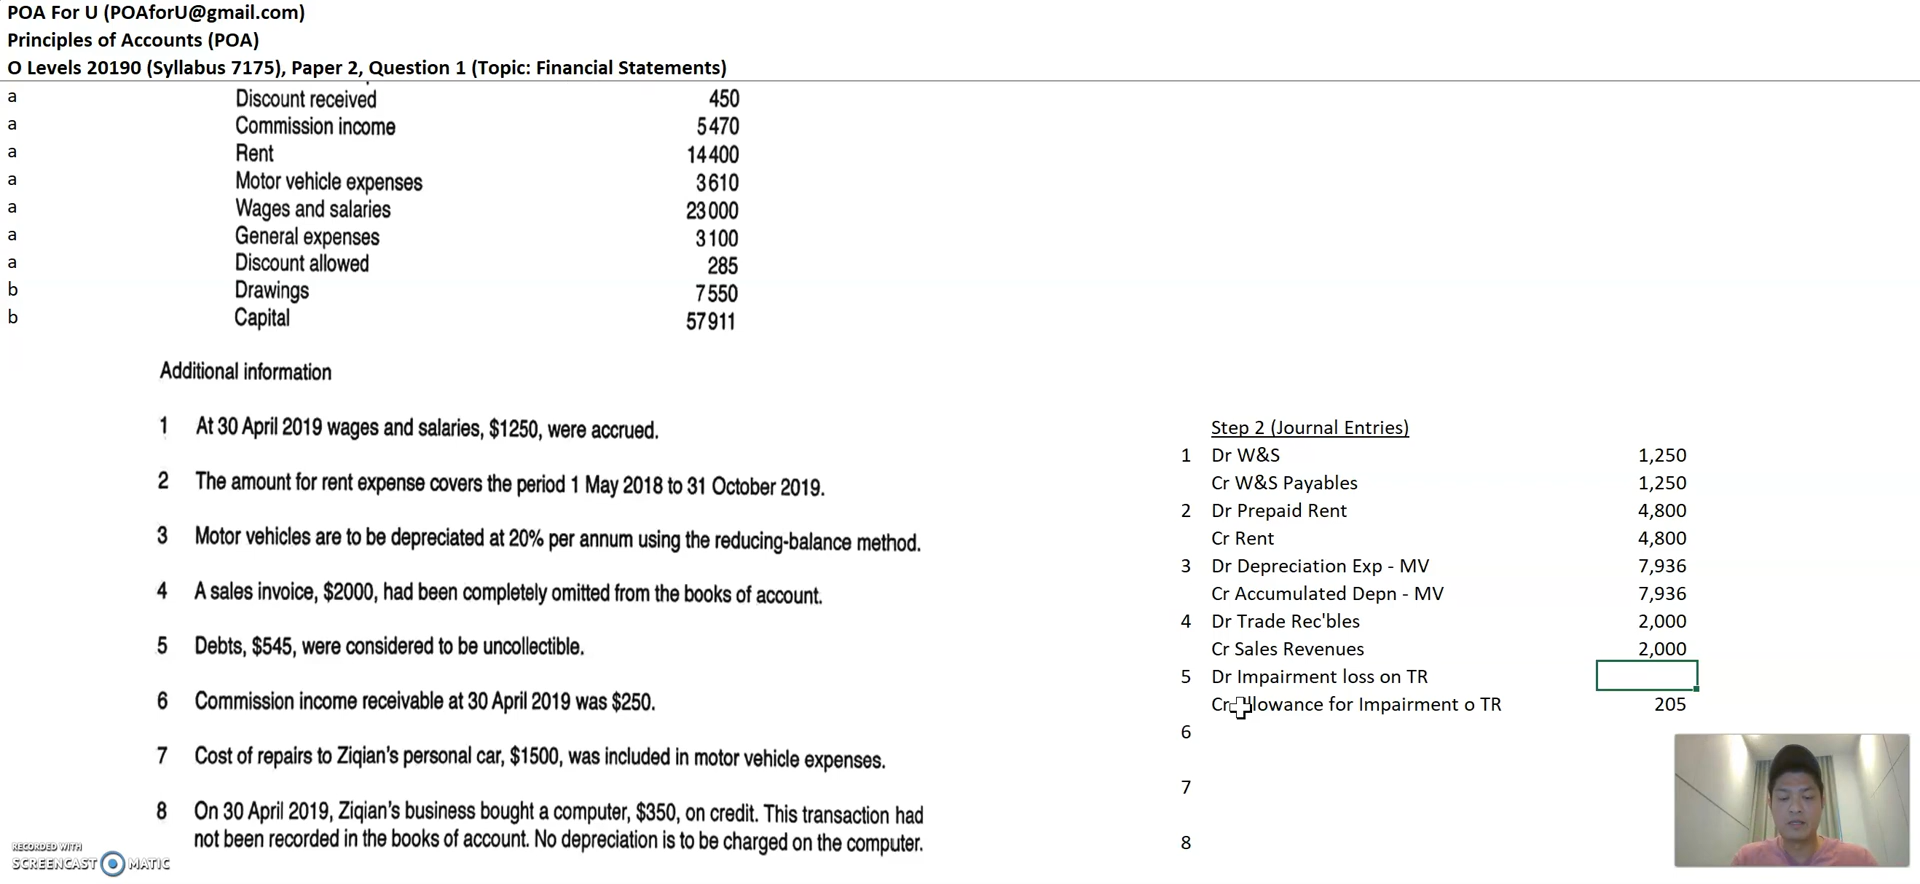 POA For U (POAforU@gmail.com)
Principles of Accounts (POA)
O Levels 20190 (Syllabus 7175), Paper 2, Question 1 (Topic: Financial Statements)
a Discount received 450
a Commission income 5470
a Rent 14400
a Motor vehicle expenses 3610
a Wages and salaries 23000
a General expenses 3100
a Discount allowed 285
b Drawings 7550
b Capital 57911
Additional information
1 At 30 April 2019 wages and salaries, $1250, were accrued.
2 The amount for rent expense covers the period 1 May 2018 to 31 October 2019.
3 Motor vehicles are to be depreciated at 20% per annum using the reducing-balance method.
4 A sales invoice, $2000, had been completely omitted from the books of account.
5 Debts, $545, were considered to be uncollectible.
6 Commission income receivable at 30 April 2019 was $250.
7 Cost of repairs to Ziqian's personal car, $1500, was included in motor vehicle expenses.
8 On 30 April 2019, Ziqian's business bought a computer, $350, on credit. This transaction had
not been recorded in the books of account. No depreciation is to be charged on the computer.
Step 2 (Journal Entries)
1 Dr W&S 1,250
Cr W&S Payables 1,250
2 Dr Prepaid Rent 4,800
Cr Rent 4,800
3 Dr Depreciation Exp - MV 7,936
Cr Accumulated Depn - MV 7,936
4 Dr Trade Rec'bles 2,000
Cr Sales Revenues 2,000
5 Dr Impairment loss on TR
Cr for Impairment o TR 205
6
7
8
RECORDED WITH
SCREENCAST MATIC